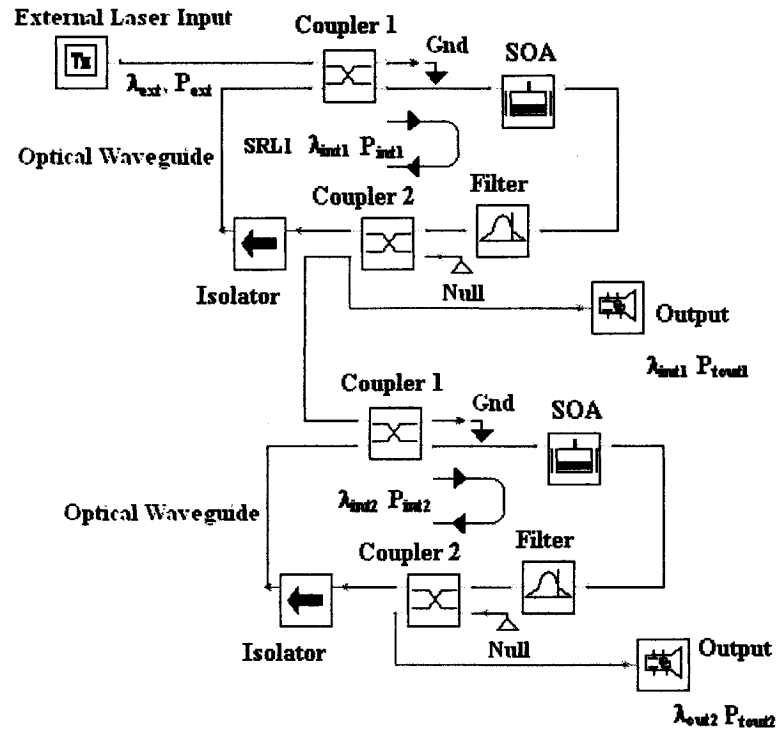 External Laser Input
Coupler 1
Gnd
SOA
Tx
λext, Pext
Optical Waveguide
SRL1 λint1 Pint1
Coupler 2
Filter
Isolator
Null
Output
λint1 Ptout1
Coupler 1
Gnd
SOA
Optical Waveguide
λint2 Pint2
Coupler 2
Filter
Isolator
Null
Output
λout2 Ptout2